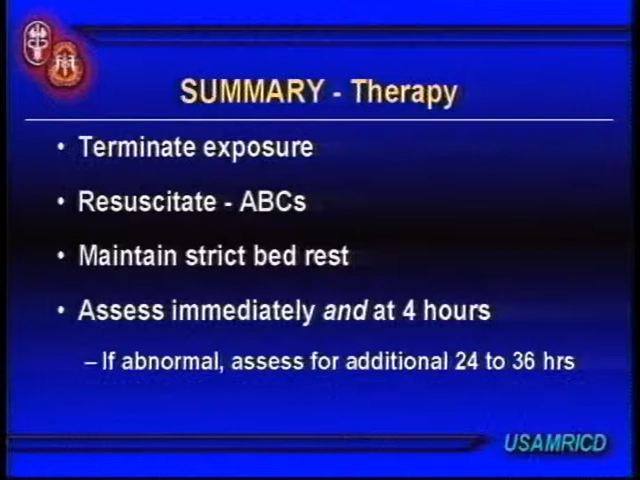 SUMMARY - Therapy
• Terminate exposure
• Resuscitate - ABCs
• Maintain strict bed rest
• Assess immediately and at 4 hours
– If abnormal, assess for additional 24 to 36 hrs
USAMRICD